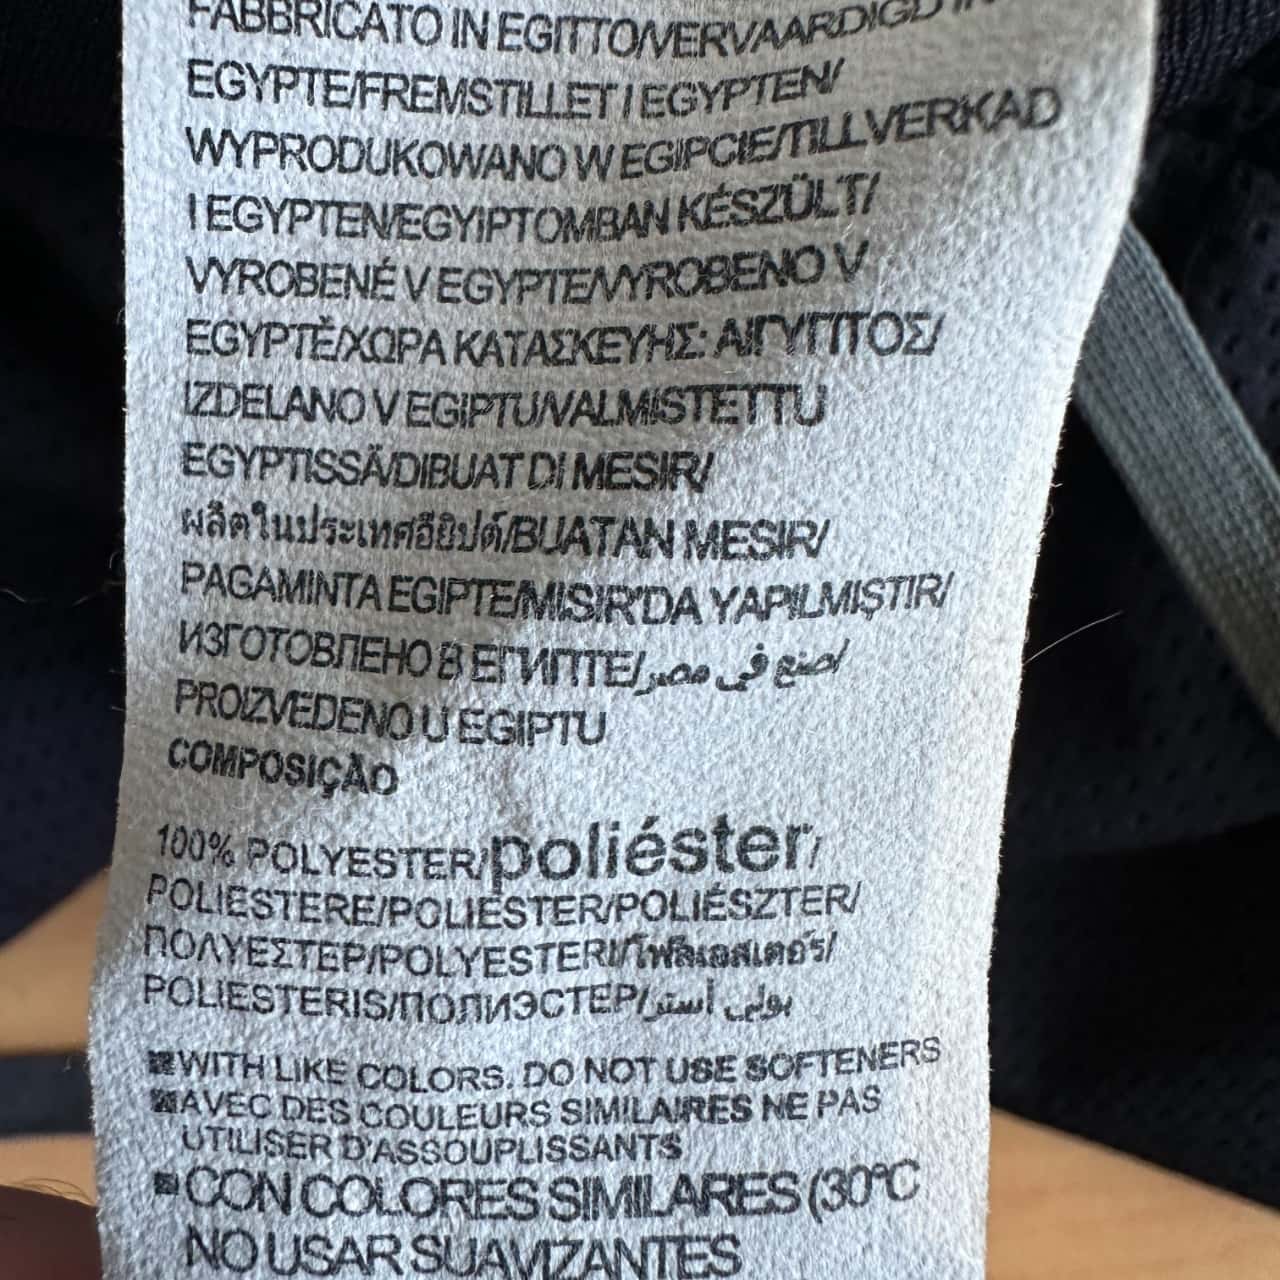 FABBRICATO IN EGITTO/VERVAARDIGD IN
EGYPTE/FREMSTILLET I EGYPTEN/
WYPRODUKOWANO W EGIPCIE/TILLVERKAD
I EGYPTEN/EGYIPTOMBAN KÉSZÜLT/
VYROBENÉ V EGYPTE/VYROBENO V
EGYPTĚ/ΧΩΡΑ ΚΑΤΑΣΚΕΥΗΣ: ΑΙΓΥΠΤΟΣ/
IZDELANO V EGIPTU/VALMISTETTU
EGYPTISSÄ/DIBUAT DI MESIR/
ผลิตในประเทศอียิปต์/BUATAN MESIR/
PAGAMINTA EGIPTE/MISIR'DA YAPILMIŞTIR/
ИЗГОТОВЛЕНО В ЕГИПТЕ/صنع في مصر/
PROIZVEDENO U EGIPTU
COMPOSIÇÃO
100% POLYESTER/poliéster/
POLIESTERE/POLIESTER/POLIÉSZTER/
ΠΟΛΥΕΣΤΕΡ/POLYESTERI/โพลีเอสเตอร์/
POLIESTERIS/ПОЛИЭСТЕР/بولي أستر
WITH LIKE COLORS. DO NOT USE SOFTENERS
AVEC DES COULEURS SIMILAIRES NE PAS
UTILISER D'ASSOUPLISSANTS
CON COLORES SIMILARES (30°C
NO USAR SUAVIZANTES